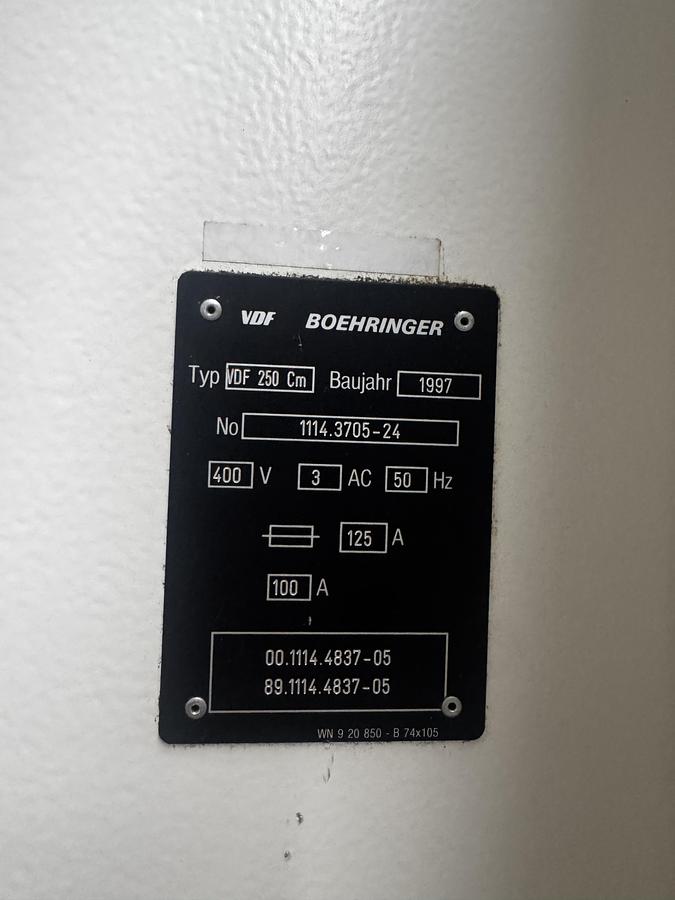 VDF BOEHRINGER
Typ VDF 250 Cm Baujahr 1997
No 1114.3705-24
400 V 3 AC 50 Hz
125 A
100 A
00.1114.4837-05
89.1114.4837-05
WN 9 20 850 - B 74x105